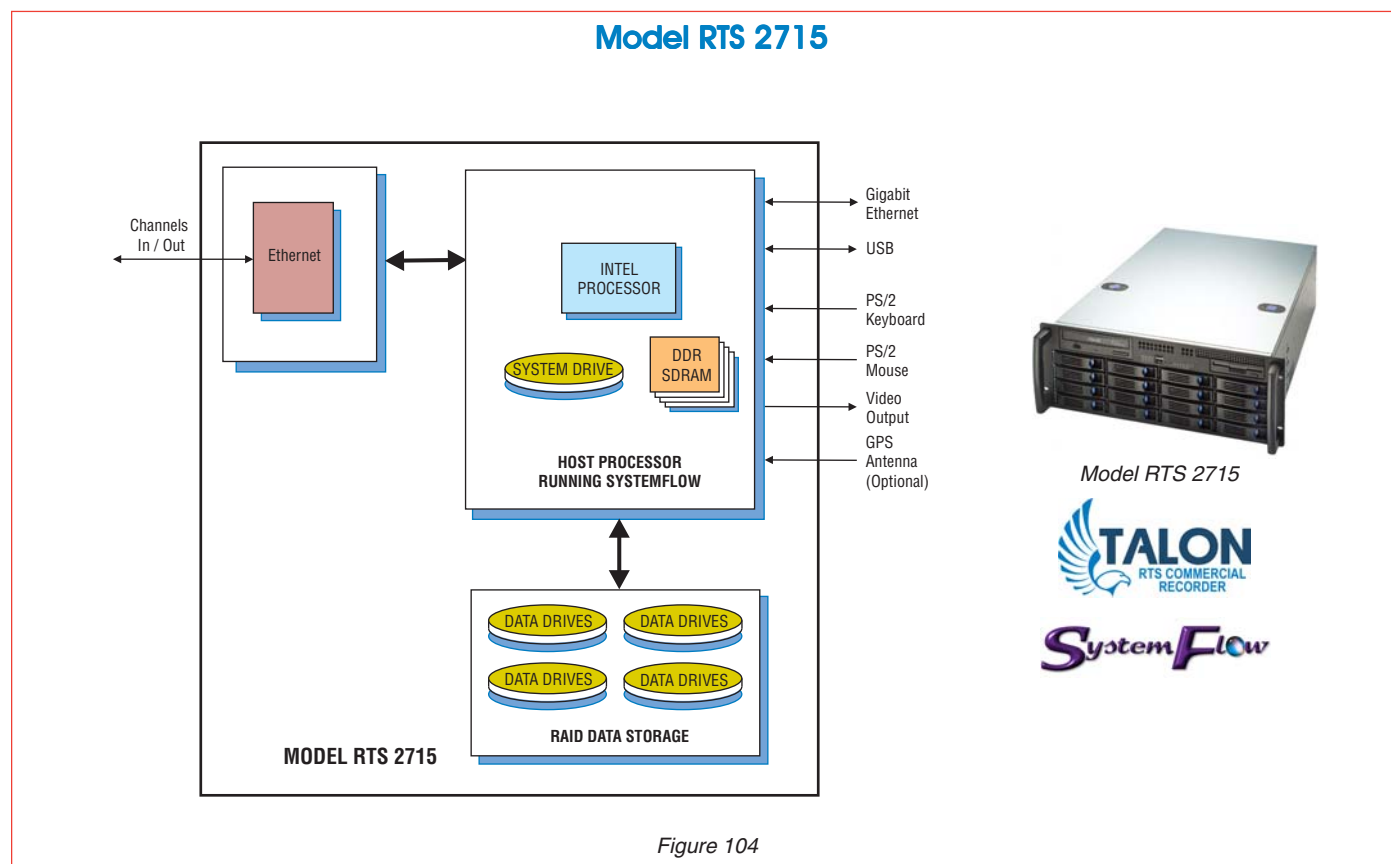 Model RTS 2715
Channels
In / Out
Ethernet
INTEL
PROCESSOR
SYSTEM DRIVE
DDR
SDRAM
HOST PROCESSOR
RUNNING SYSTEMFLOW
Gigabit
Ethernet
USB
PS/2
Keyboard
PS/2
Mouse
Video
Output
GPS
Antenna
(Optional)
DATA DRIVES
DATA DRIVES
DATA DRIVES
DATA DRIVES
RAID DATA STORAGE
MODEL RTS 2715
Model RTS 2715
TALON
RTS COMMERCIAL
RECORDER
SystemFlow
Figure 104